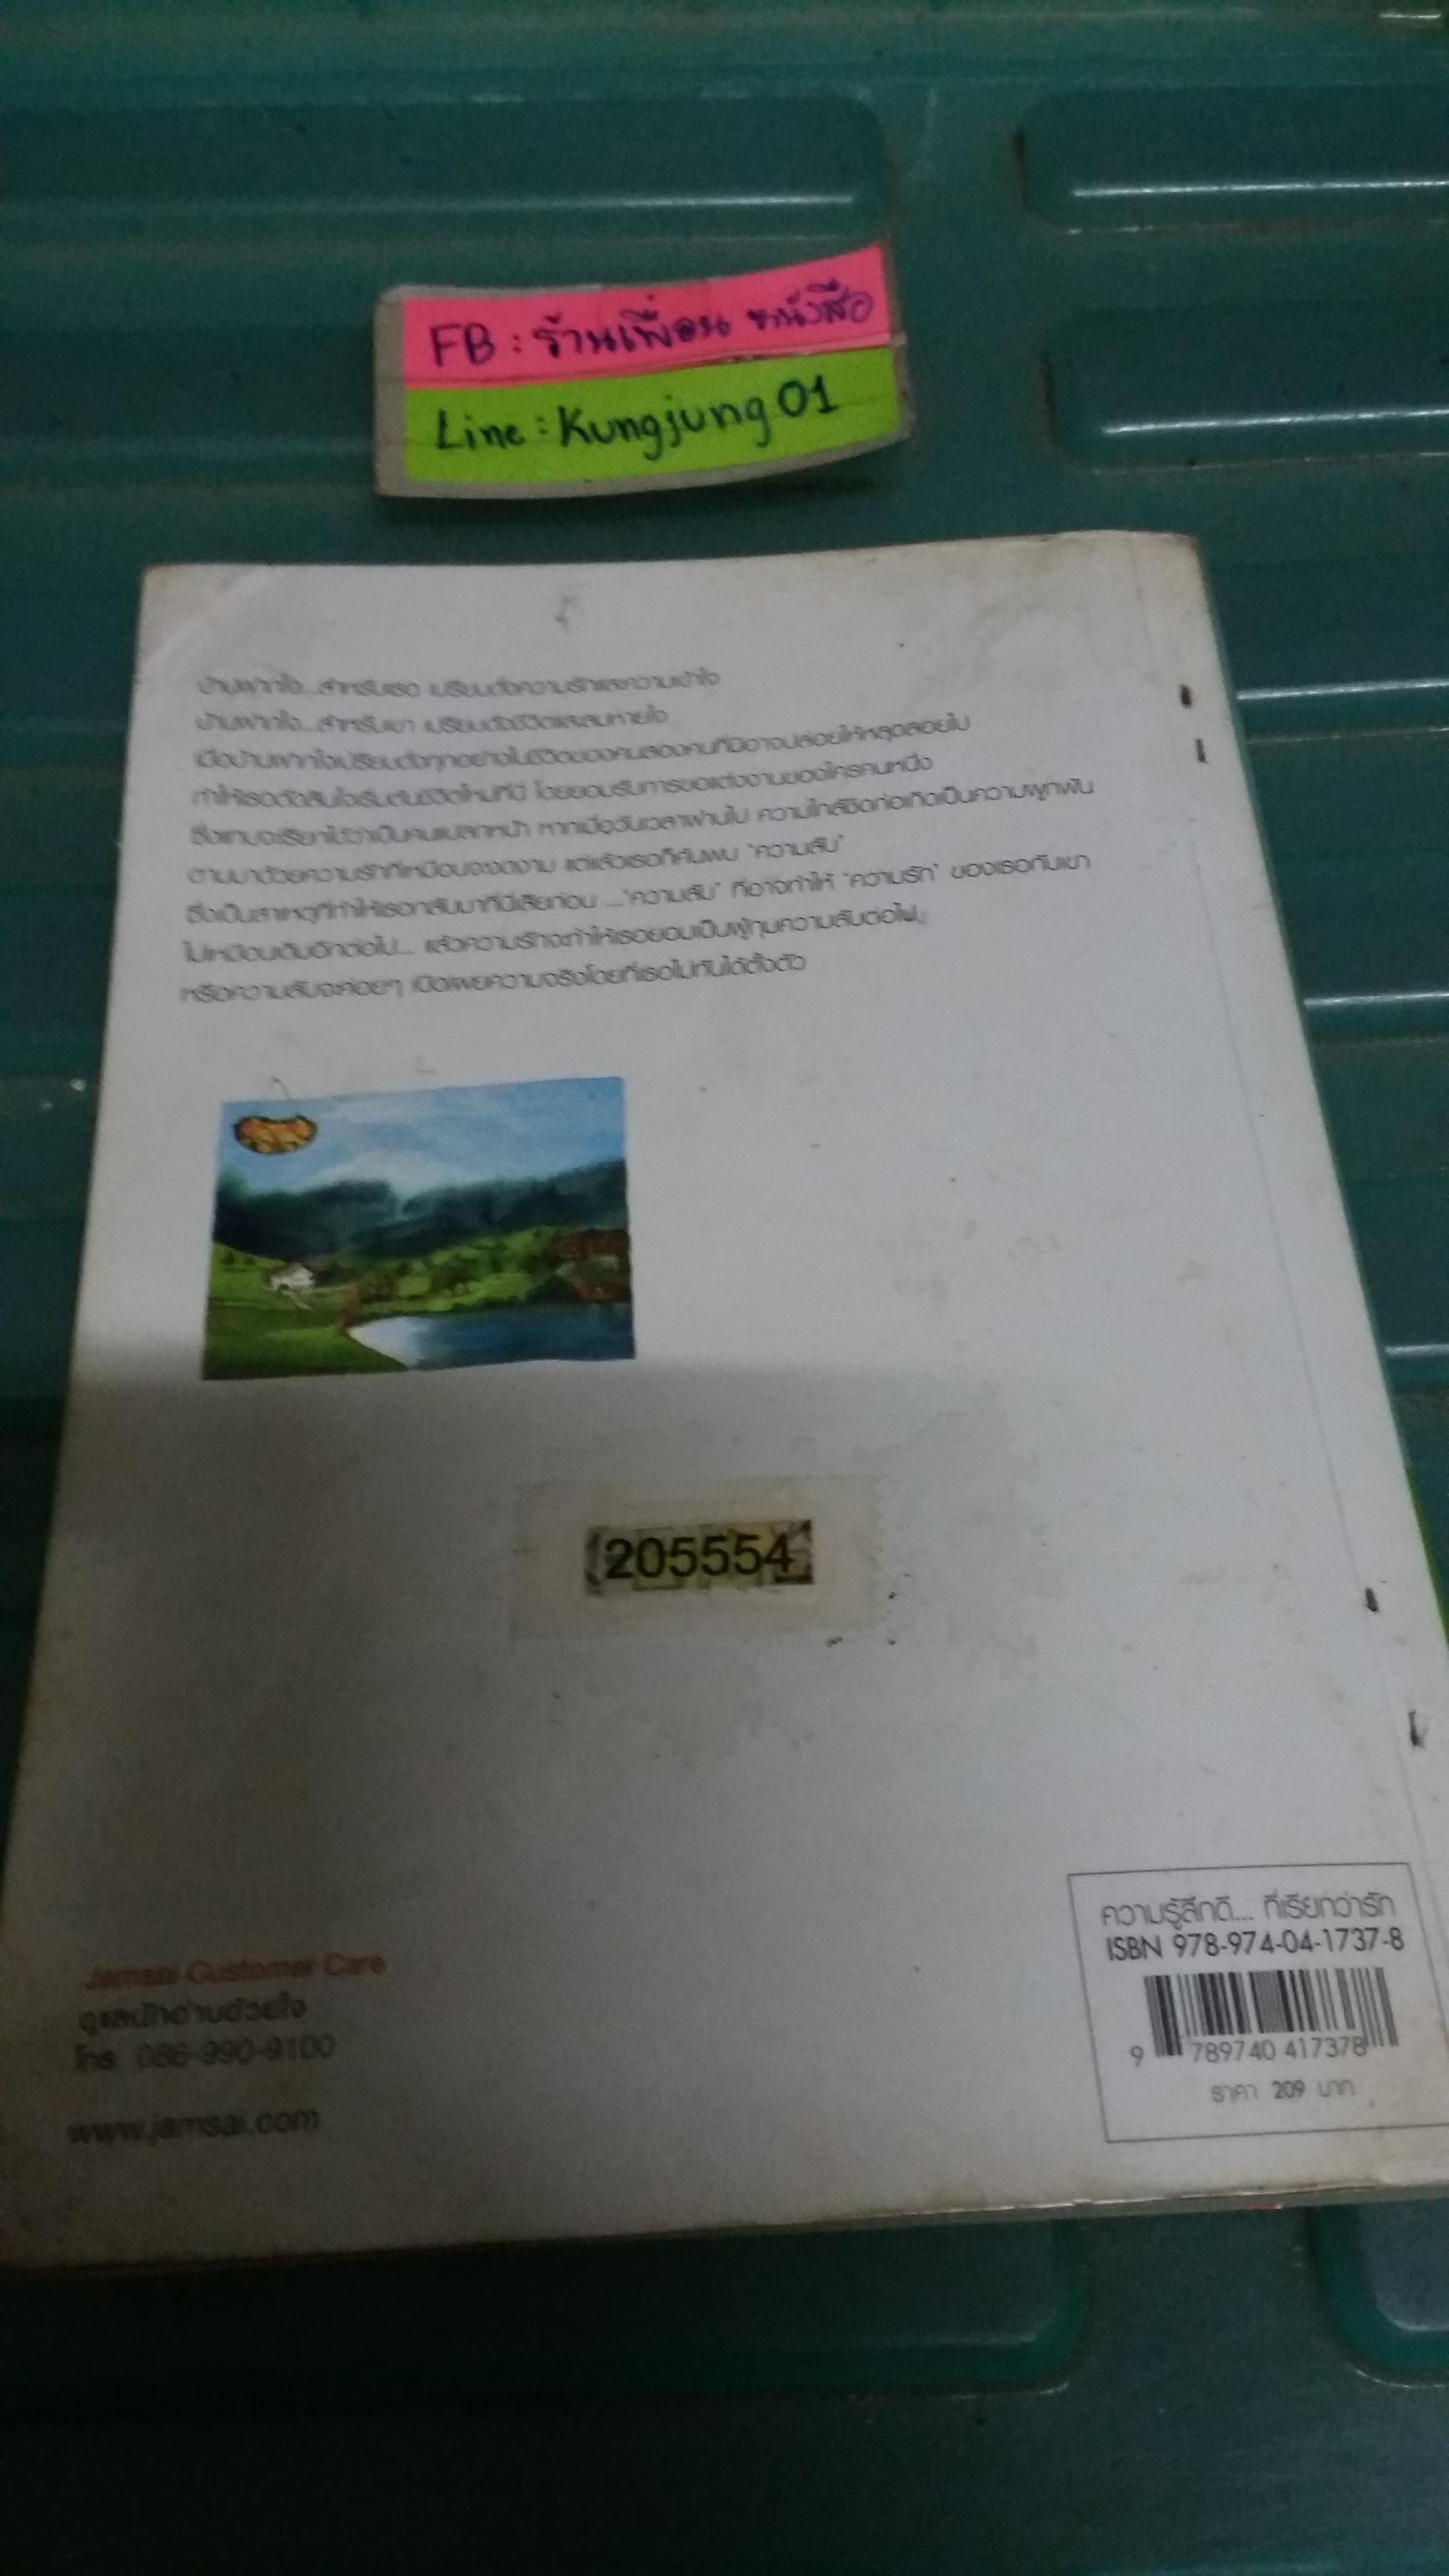 FB : ร้านเพื่อน หนังสือ
Line : Kungjung 01
บ้านฝากใจ...สำหรับเธอ เปรียบดังความรักและความเข้าใจ
บ้านฝากใจ...สำหรับเขา เปรียบดังชีวิตและลมหายใจ
เมื่อบ้านฝากใจเปรียบดังทุกอย่างในชีวิตของคนสองคนที่มิอาจปล่อยให้หลุดลอยไป
ทำให้เธอตัดสินใจเริ่มต้นชีวิตใหม่ที่นี่ โดยยอมรับการขอแต่งงานของใครคนหนึ่ง
ซึ่งแทบจะเรียกได้ว่าเป็นคนแปลกหน้า หากเมื่อวันเวลาผ่านไป ความใกล้ชิดก่อเกิดเป็นความผูกพัน
ตามมาด้วยความรักที่เหมือนจะงดงาม แต่แล้วเธอก็ค้นพบ 'ความลับ'
ซึ่งเป็นสาเหตุที่ทำให้เธอกลับมาที่นี่เสียก่อน ...'ความลับ' ที่อาจทำให้ 'ความรัก' ของเธอกับเขา
ไม่เหมือนเดิมอีกต่อไป... แล้วความรักจะทำให้เธอยอมเป็นผู้กุมความลับต่อไป
หรือความลับจะค่อยๆ เปิดเผยความจริงโดยที่เธอไม่ทันได้ตั้งตัว
205554
ความรู้สึกดี... ที่เรียกว่ารัก
ISBN 978-974-04-1737-8
9 789740 417378
ราคา 209 บาท
Jamsai Customer Care
ดูแลนักอ่านด้วยใจ
โทร. 086-990-9100
www.jamsai.com